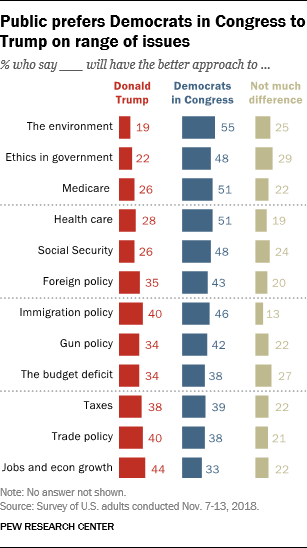 Public prefers Democrats in Congress to
Trump on range of issues
% who say ___ will have the better approach to ...
Donald Trump Democrats in Congress Not much difference
The environment 19 55 25
Ethics in government 22 48 29
Medicare 26 51 22
Health care 28 51 19
Social Security 26 48 24
Foreign policy 35 43 20
Immigration policy 40 46 13
Gun policy 34 42 22
The budget deficit 34 38 27
Taxes 38 39 22
Trade policy 40 38 21
Jobs and econ growth 44 33 22
Note: No answer not shown.
Source: Survey of U.S. adults conducted Nov. 7-13, 2018.
PEW RESEARCH CENTER